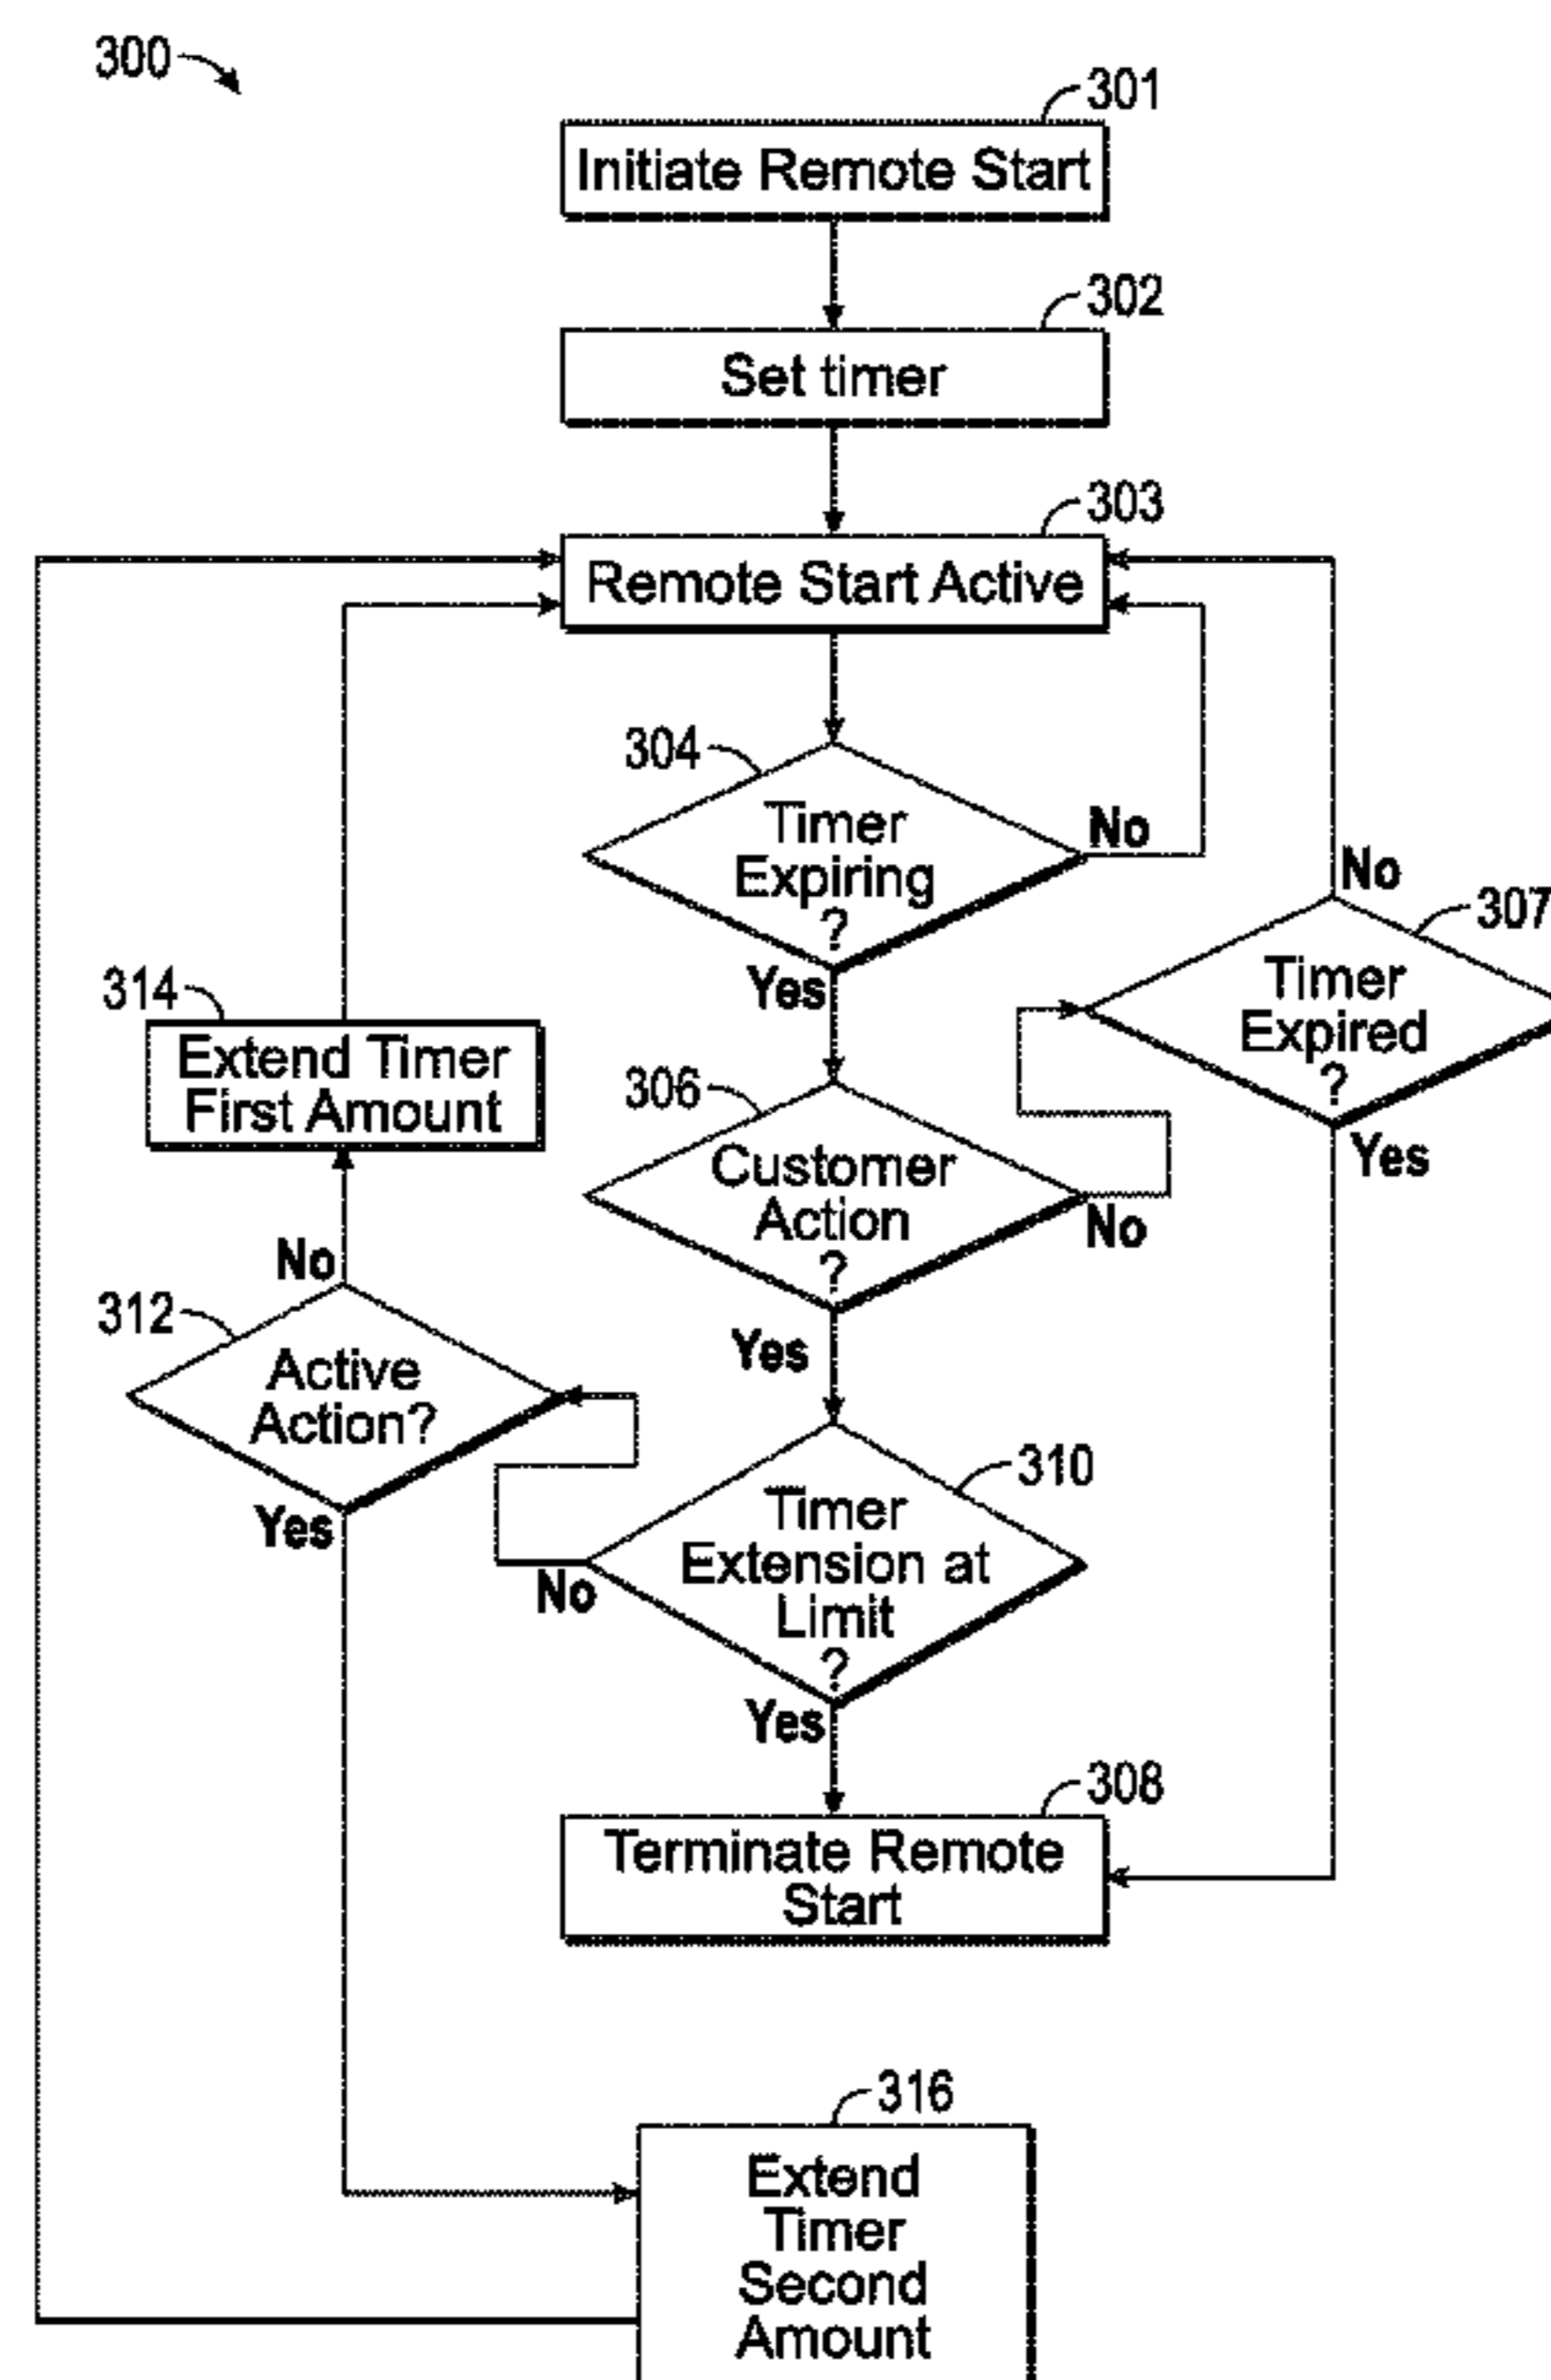 300
301
Initiate Remote Start
302
Set timer
303
Remote Start Active
304
Timer
Expiring
?
No
Yes
No
307
Timer
Expired
?
Yes
314
Extend Timer
First Amount
306
Customer
Action
?
No
Yes
No
312
Active
Action?
Yes
310
Timer
Extension at
Limit
?
No
Yes
308
Terminate Remote
Start
316
Extend
Timer
Second
Amount